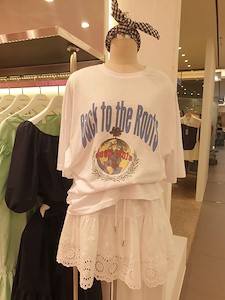 Back to the Roots